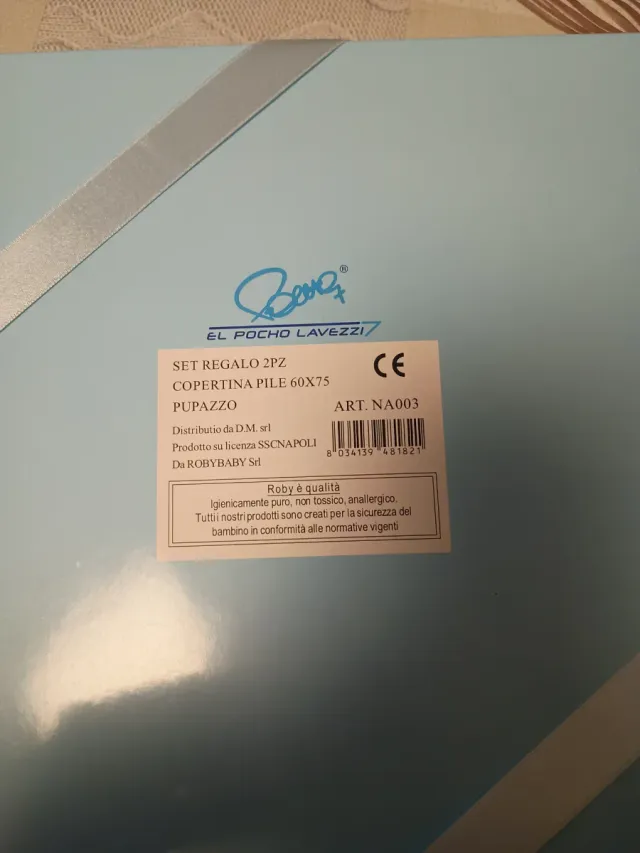 ®
EL POCHO LAVEZZI 7
SET REGALO 2PZ
COPERTINA PILE 60X75
PUPAZZO
CE
ART. NA003
Distributio da D.M. srl
Prodotto su licenza SSCNAPOLI
Da ROBYBABY Srl
8 034139 481821
Roby è qualità
Igienicamente puro, non tossico, anallergico.
Tutti i nostri prodotti sono creati per la sicurezza del
bambino in conformità alle normative vigenti